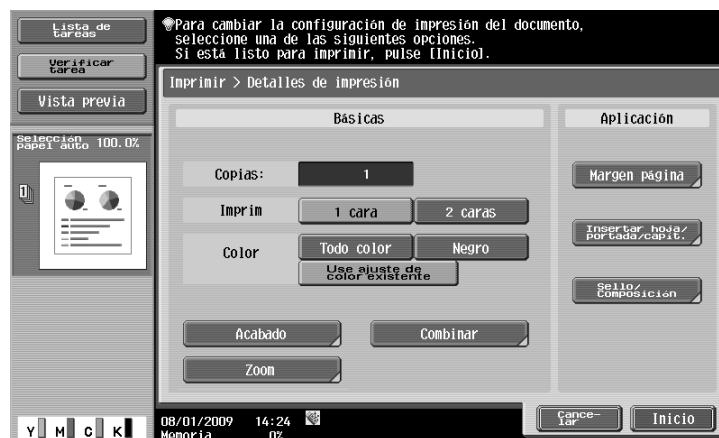 Lista de
tareas
Verificar
tarea
Vista previa
Selección
papel auto 100.0%
Para cambiar la configuración de impresión del documento,
seleccione una de las siguientes opciones.
Si está listo para imprimir, pulse [Inicio].
Imprimir > Detalles de impresión
Básicas
Aplicación
Copias: 1
Imprim 1 cara 2 caras
Color Todo color Negro
Use ajuste de
color existente
Acabado Combinar
Zoom
Margen página
Insertar hoja/
portada/capit.
Sello/
Composición
Y M C K
08/01/2009 14:24
Memoria 0%
Cance-
lar
Inicio